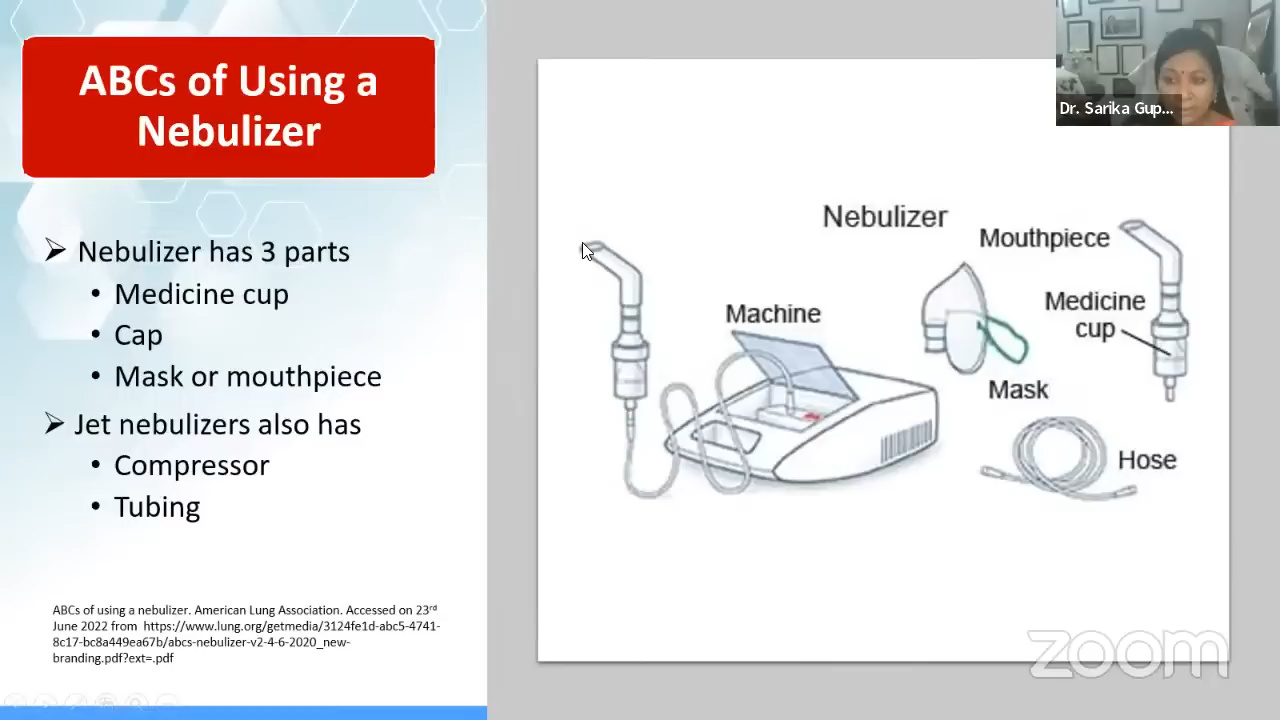 ABCs of Using a
Nebulizer
Nebulizer has 3 parts
• Medicine cup
• Cap
• Mask or mouthpiece
Jet nebulizers also has
• Compressor
• Tubing
ABCs of using a nebulizer. American Lung Association. Accessed on 23rd
June 2022 from https://www.lung.org/getmedia/3124fe1d-abc5-4741-
8c17-bc8a449ea67b/abcs-nebulizer-v2-4-6-2020_new-
branding.pdf?ext=.pdf
Dr. Sarika Gup...
Nebulizer
Mouthpiece
Machine
Medicine
cup
Mask
Hose
zoom